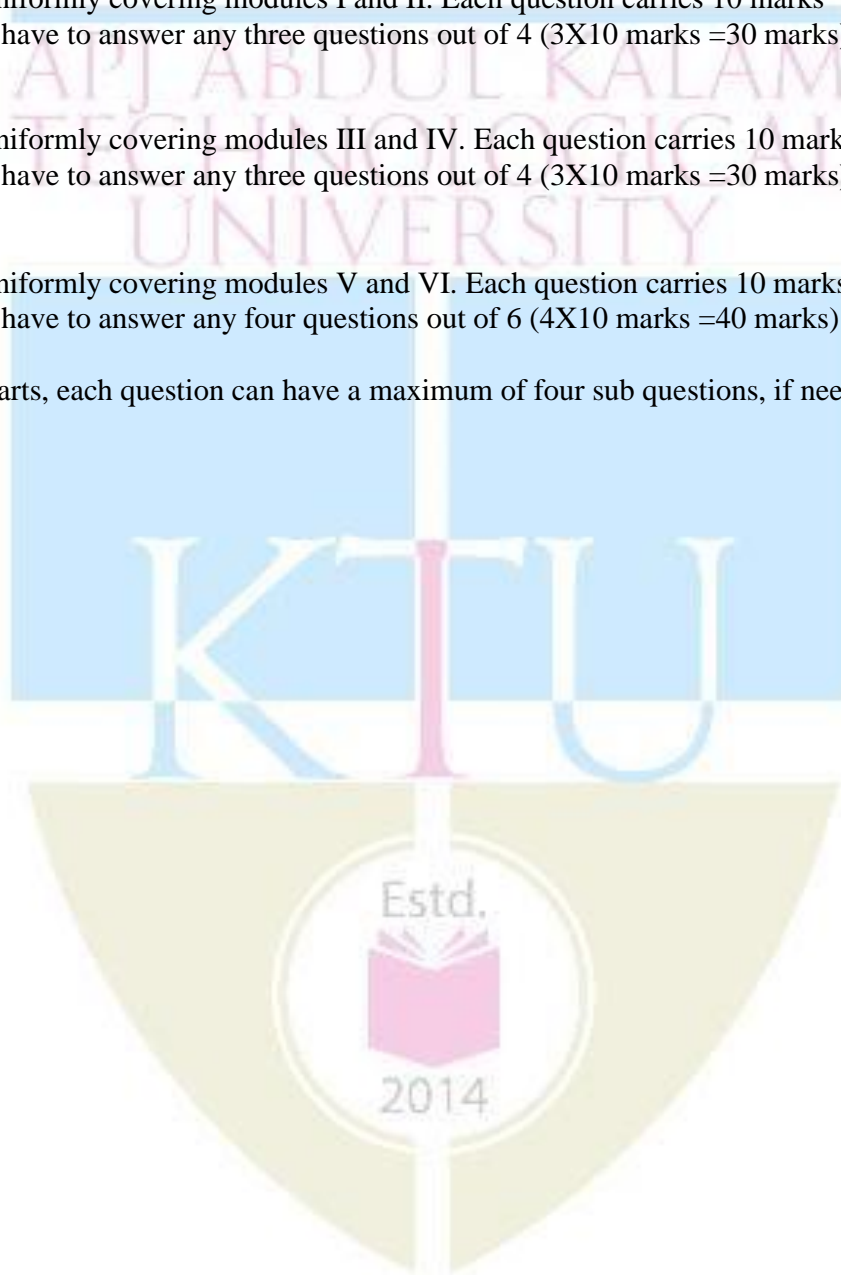 niformly covering modules I and II. Each question carries 10 marks
have to answer any three questions out of 4 (3X10 marks =30 marks)
APJ ABDUL KALAM
TECHNOLOGICAL
UNIVERSITY
niformly covering modules III and IV. Each question carries 10 mark
have to answer any three questions out of 4 (3X10 marks =30 marks)
niformly covering modules V and VI. Each question carries 10 marks
have to answer any four questions out of 6 (4X10 marks =40 marks)
arts, each question can have a maximum of four sub questions, if nee
KTU
Estd.
2014